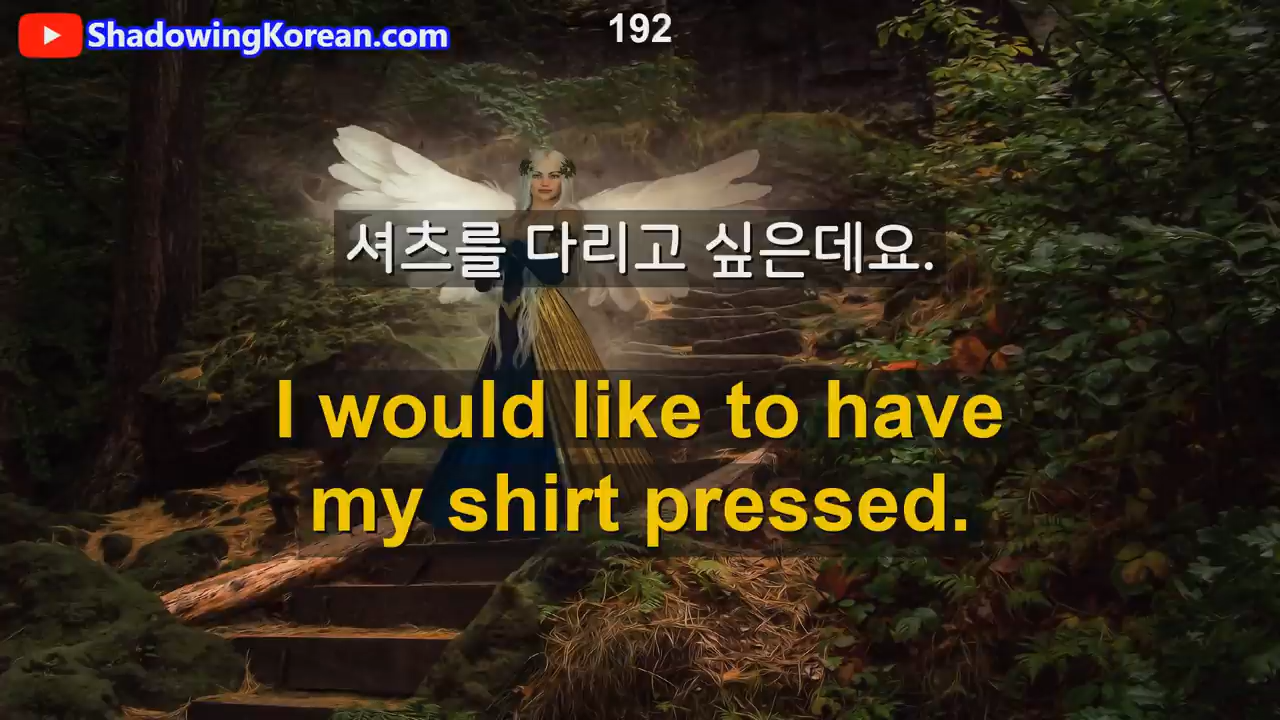 ShadowingKorean.com
192
셔츠를 다리고 싶은데요.
I would like to have
my shirt pressed.